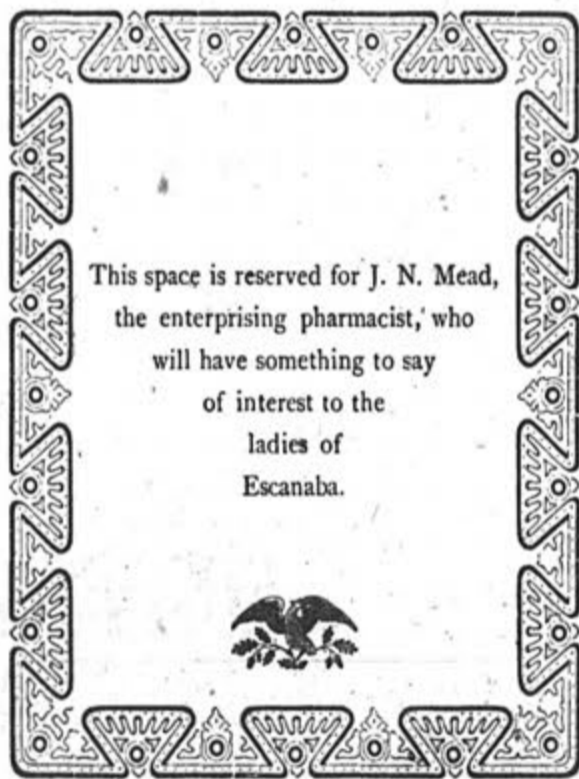 This space is reserved for J. N. Mead,
the enterprising pharmacist, who
will have something to say
of interest to the
ladies of
Escanaba.